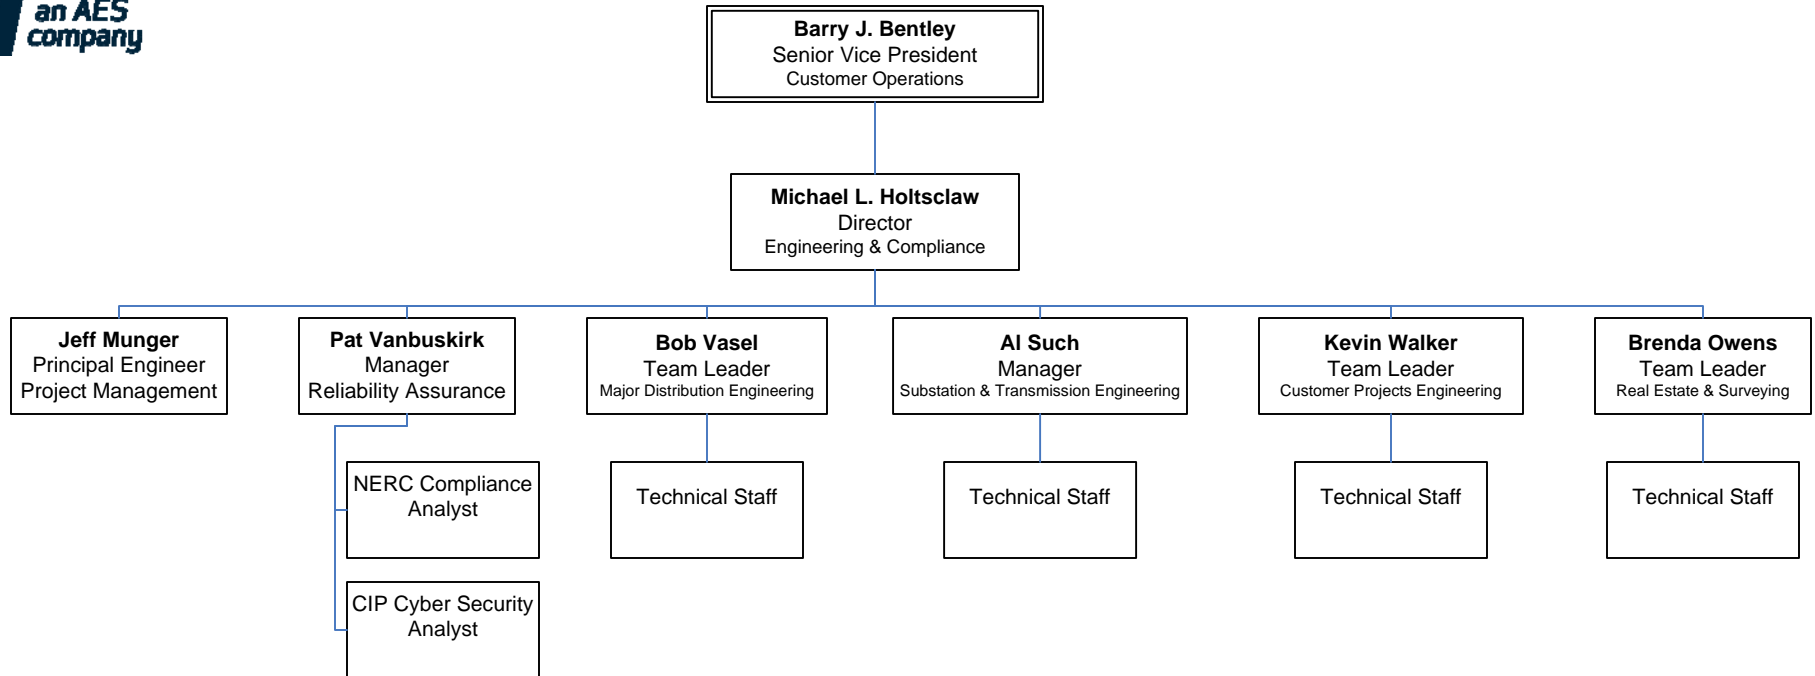 an AES
company
Barry J. Bentley
Senior Vice President
Customer Operations
Michael L. Holtsclaw
Director
Engineering & Compliance
Jeff Munger
Principal Engineer
Project Management
Pat Vanbuskirk
Manager
Reliability Assurance
Bob Vasel
Team Leader
Major Distribution Engineering
Al Such
Manager
Substation & Transmission Engineering
Kevin Walker
Team Leader
Customer Projects Engineering
Brenda Owens
Team Leader
Real Estate & Surveying
NERC Compliance
Analyst
Technical Staff
Technical Staff
Technical Staff
Technical Staff
CIP Cyber Security
Analyst